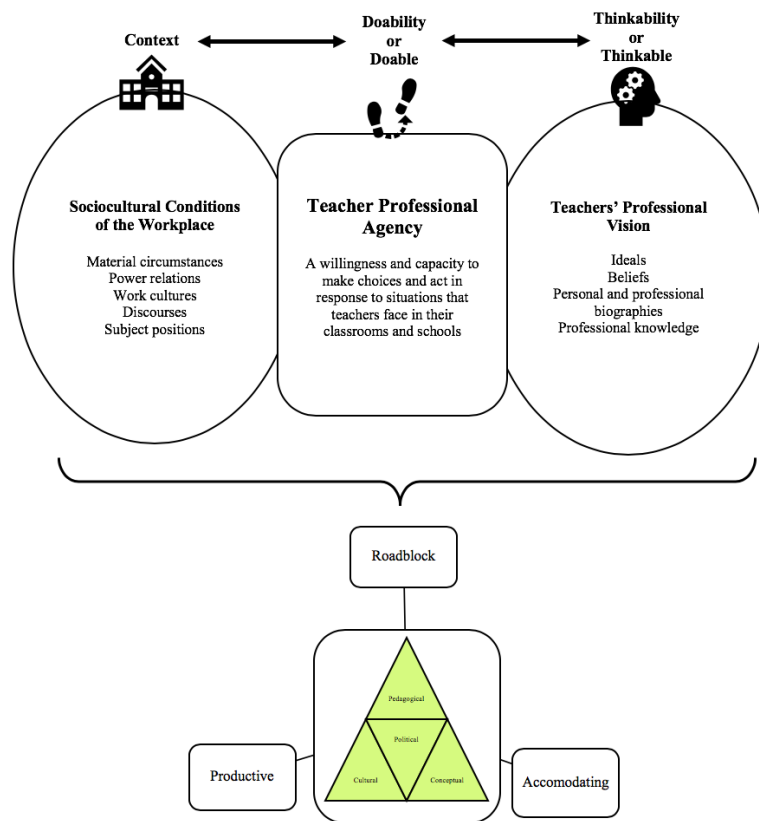 Context
Doability
or
Doable
Thinkability
or
Thinkable
Sociocultural Conditions
of the Workplace
Material circumstances
Power relations
Work cultures
Discourses
Subject positions
Teacher Professional
Agency
A willingness and capacity to
make choices and act in
response to situations that
teachers face in their
classrooms and schools
Teachers’ Professional
Vision
Ideals
Beliefs
Personal and professional
biographies
Professional knowledge
Roadblock
Pedagogical
Political
Cultural
Conceptual
Productive
Accomodating